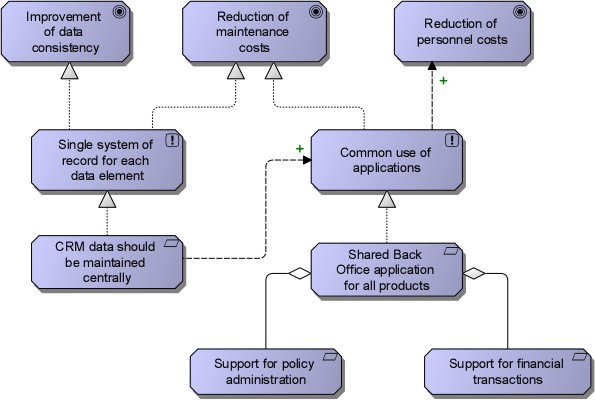 Improvement
of data
consistency
Reduction of
maintenance
costs
Reduction of
personnel costs
+
Single system of
record for each
data element
!
+
Common use of
applications
!
CRM data should
be maintained
centrally
Shared Back
Office application
for all products
Support for policy
administration
Support for financial
transactions